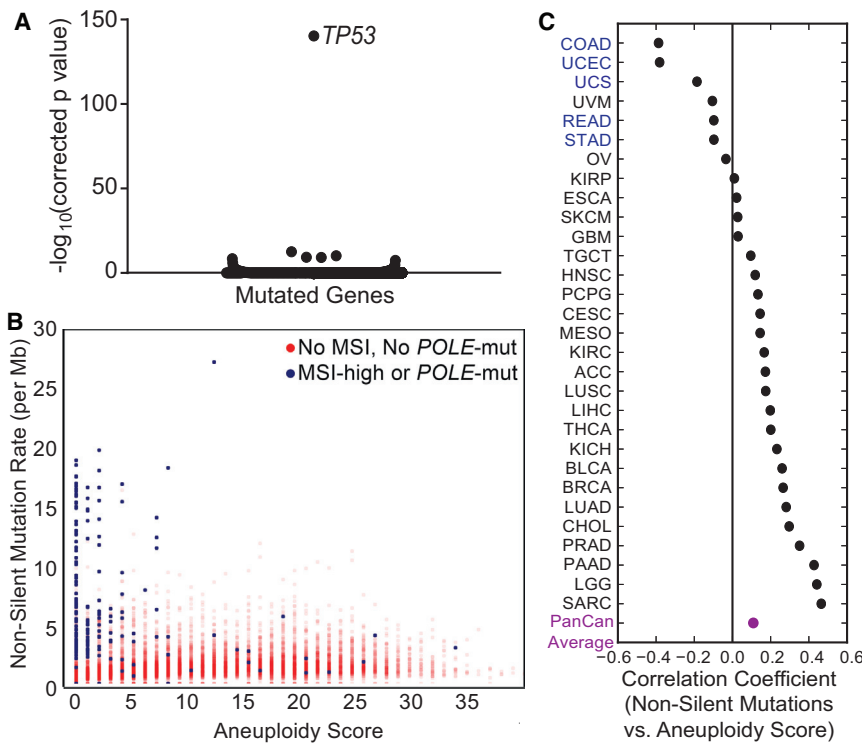 A
150
100
50
0
-log10(corrected p value)
TP53
Mutated Genes
B
30
25
20
15
10
5
0
Non-Silent Mutation Rate (per Mb)
No MSI, No POLE-mut
MSI-high or POLE-mut
0 5 10 15 20 25 30 35
Aneuploidy Score
C
COAD
UCEC
UCS
UVM
READ
STAD
OV
KIRP
ESCA
SKCM
GBM
TGCT
HNSC
PCPG
CESC
MESO
KIRC
ACC
LUSC
LIHC
THCA
KICH
BLCA
BRCA
LUAD
CHOL
PRAD
PAAD
LGG
SARC
PanCan
Average
−0.6 −0.4 −0.2 0.0 0.2 0.4 0.6
Correlation Coefficient
(Non-Silent Mutations
vs. Aneuploidy Score)